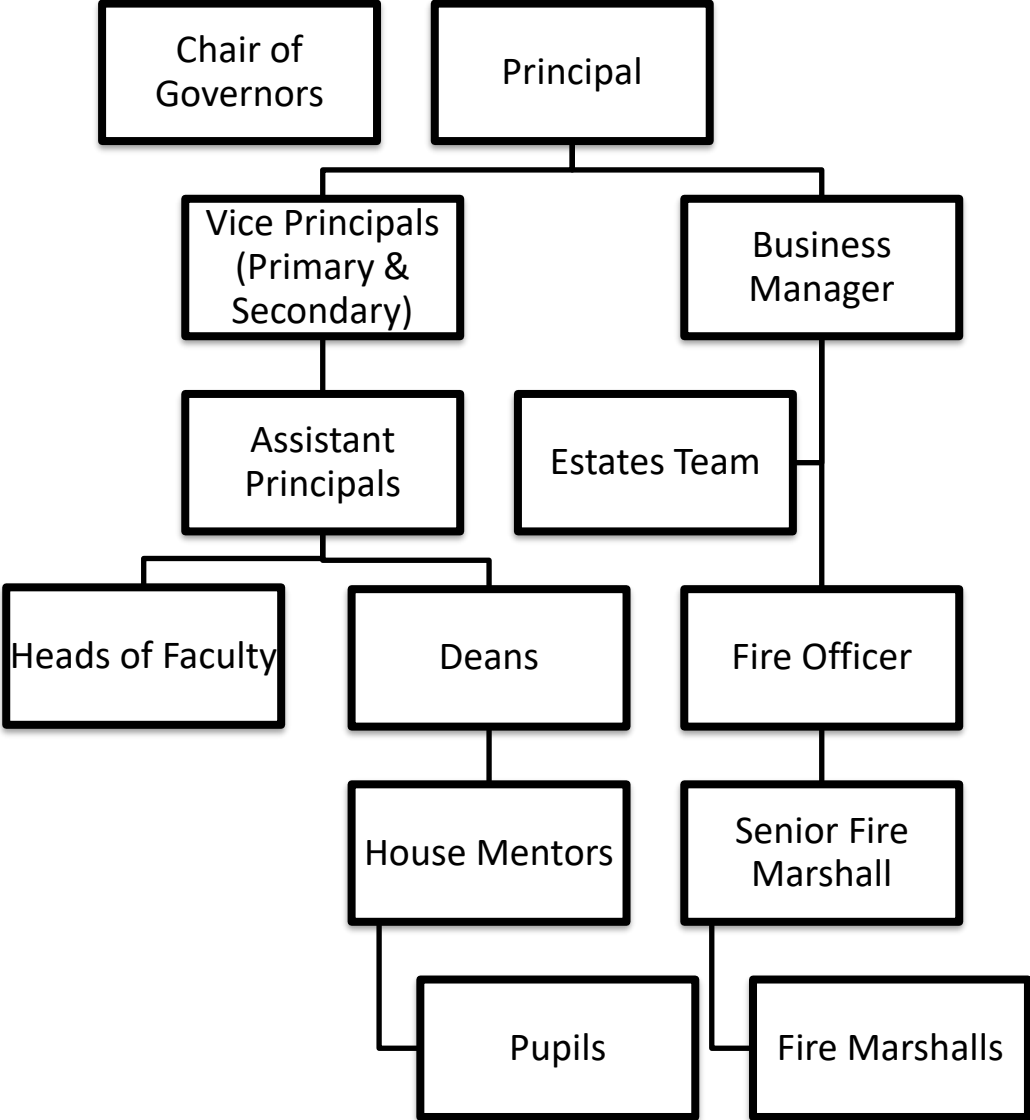 Chair of
Governors
Principal
Vice Principals
(Primary &
Secondary)
Business
Manager
Assistant
Principals
Estates Team
Heads of Faculty
Deans
Fire Officer
House Mentors
Senior Fire
Marshall
Pupils
Fire Marshalls